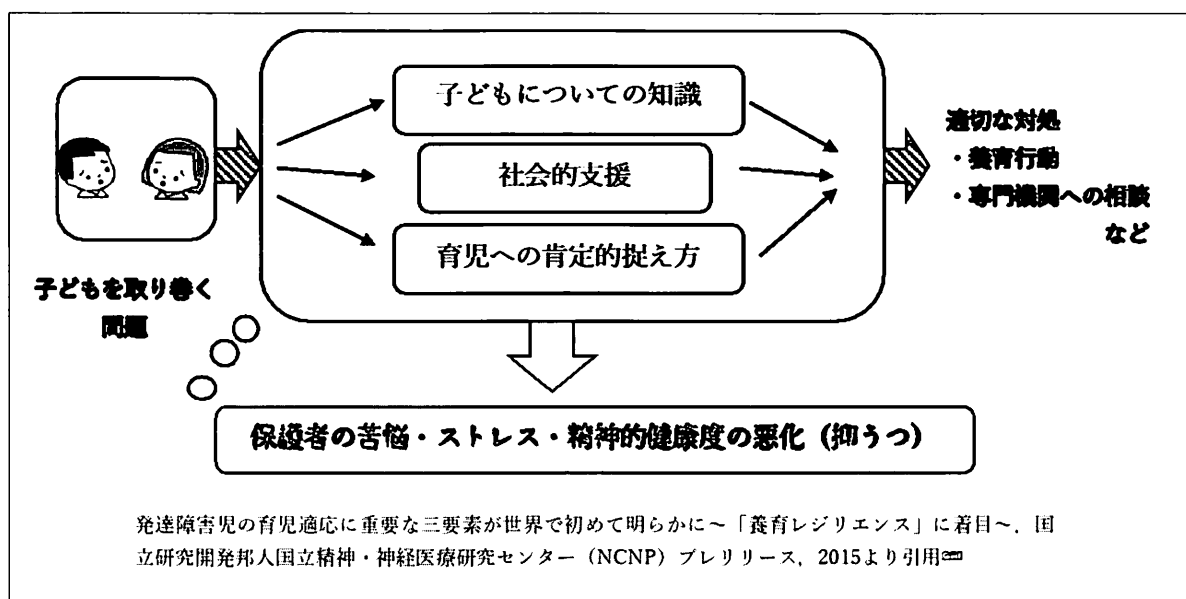 子どもについての知識
社会的支援
育児への肯定的捉え方
子どもを取り巻く
問題
適切な対処
・養育行動
・専門機関への相談
など
保護者の苦悩・ストレス・精神的健康度の悪化（抑うつ）
発達障害児の育児適応に重要な三要素が世界で初めて明らかに～「養育レジリエンス」に着目～．国
立研究開発邦人国立精神・神経医療研究センター（NCNP）プレリリース，2015より引用